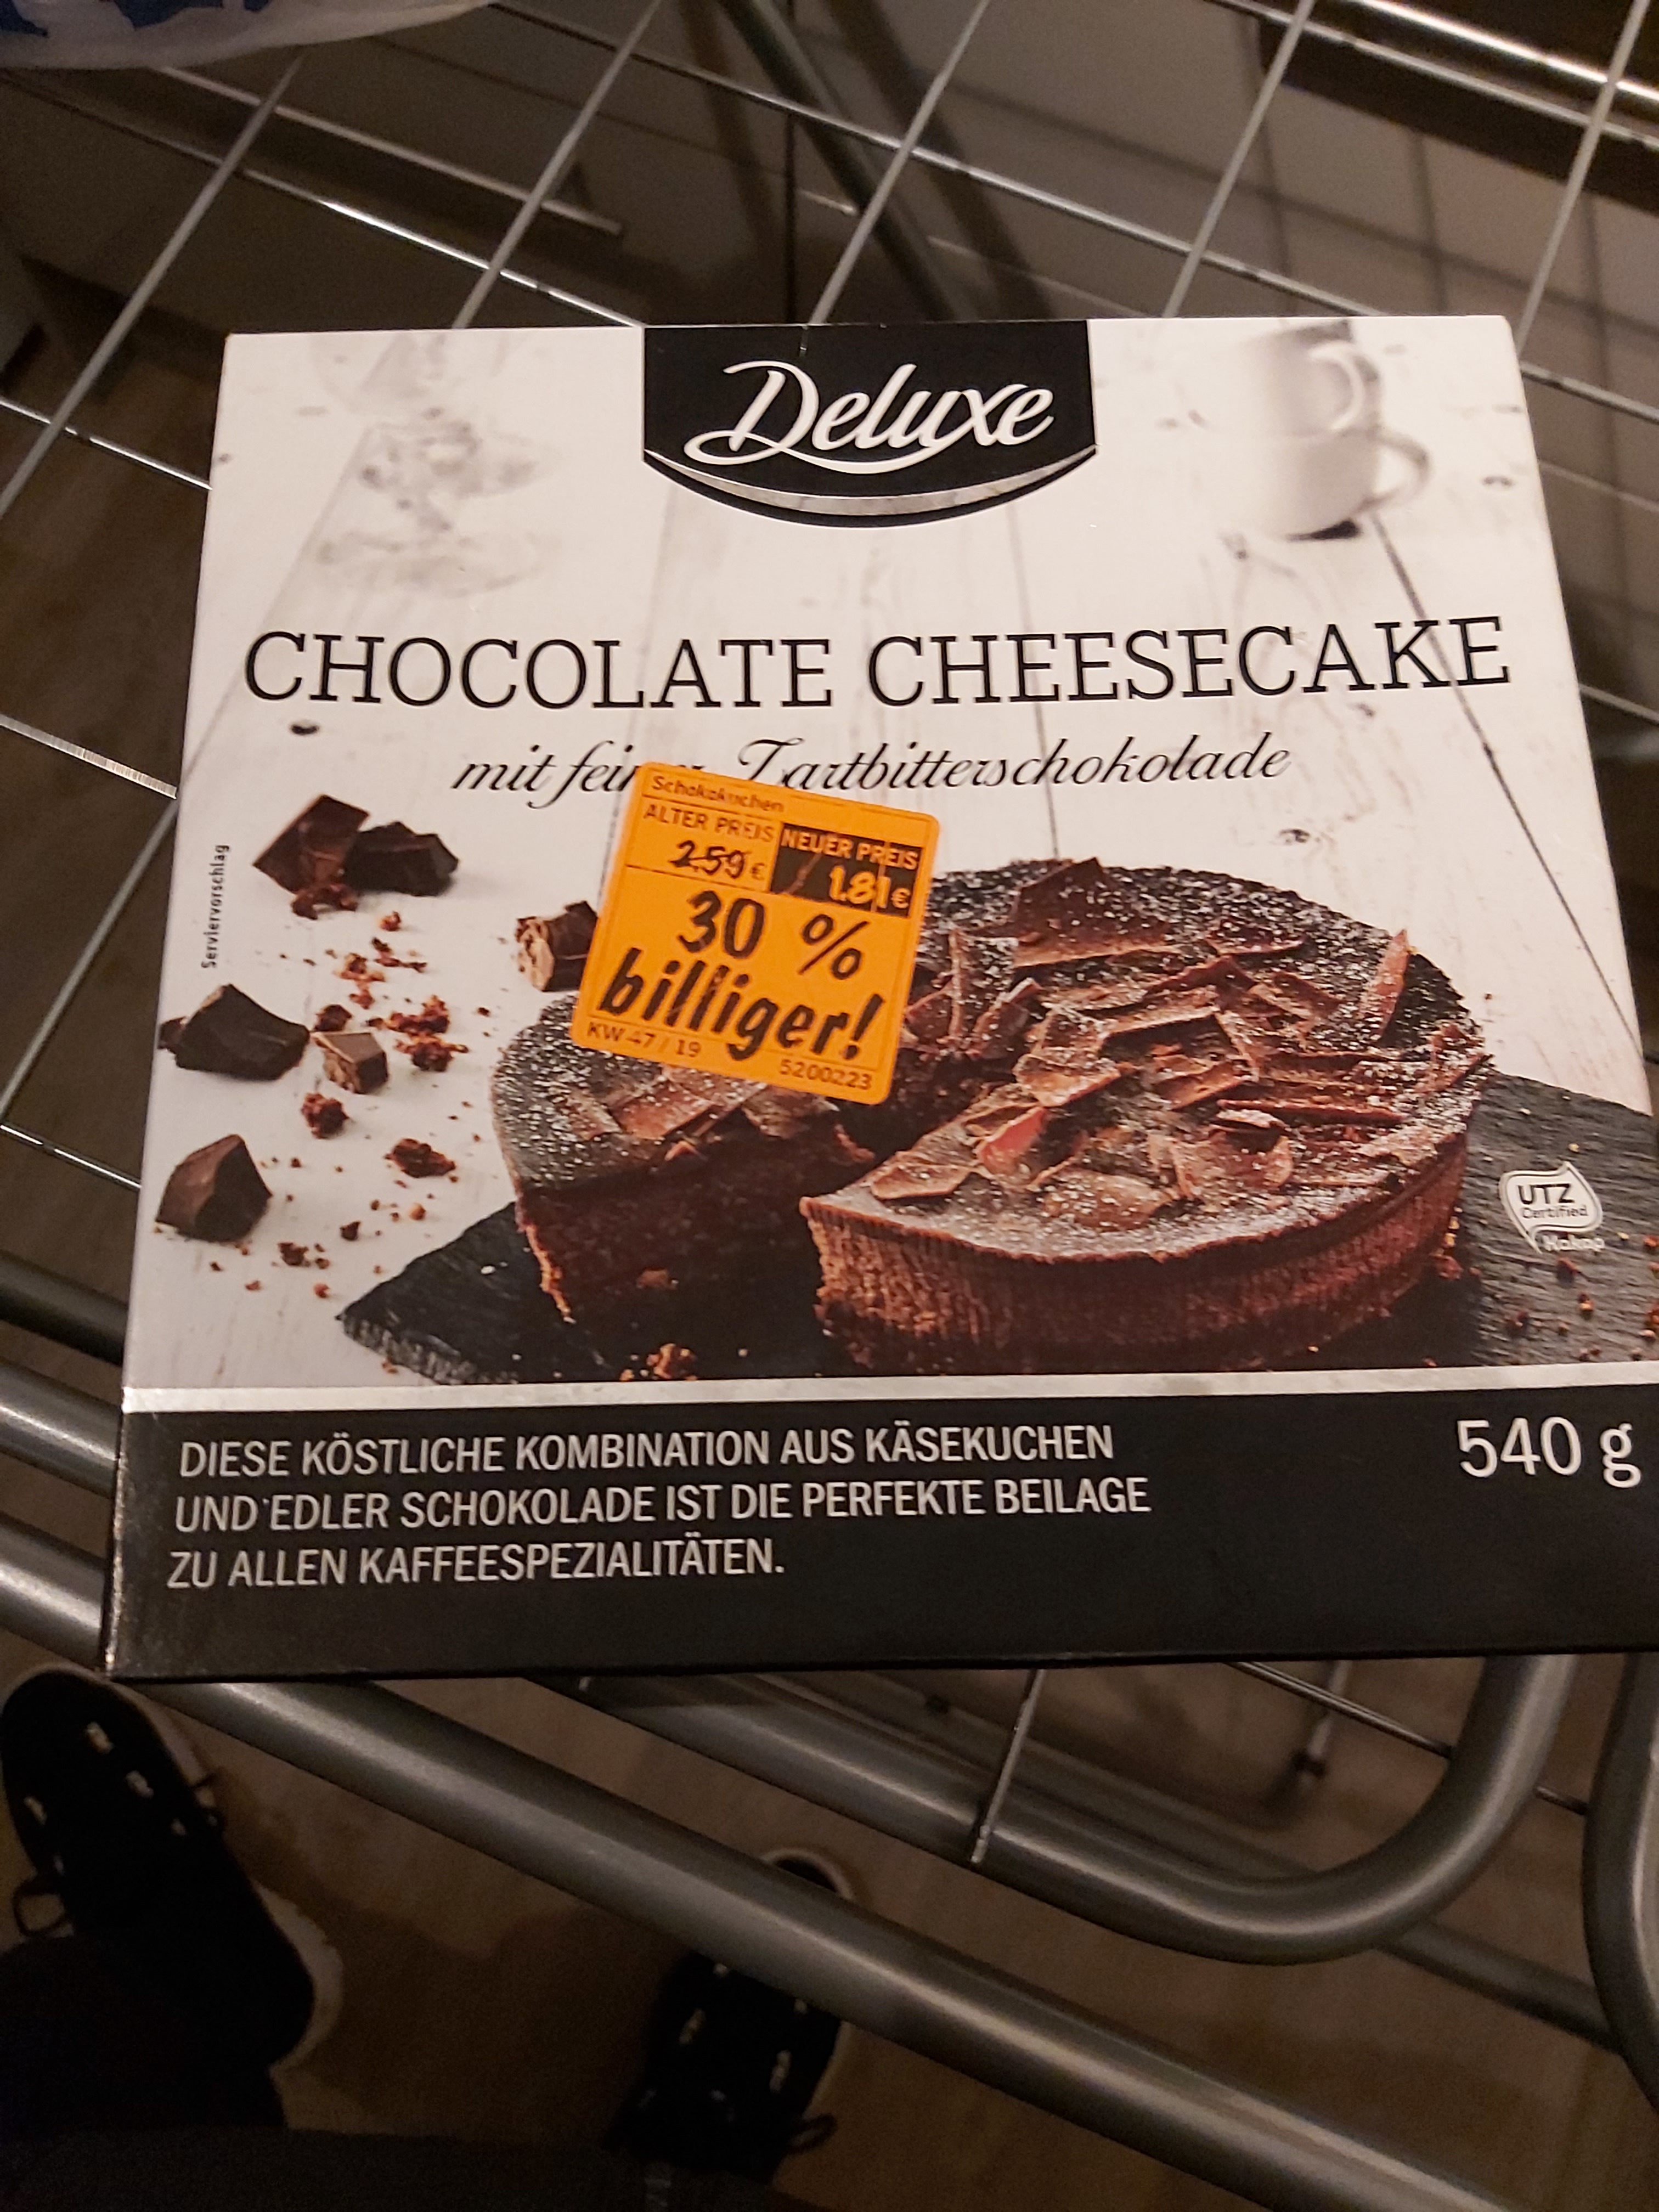 Deluxe
CHOCOLATE CHEESECAKE
mit Zartbitterschokolade
Schokokuchen
ALTER PREIS NEUER PREIS
2.59 € 1.81 €
30 %
billiger!
KW 47 / 19
5200223
Serviervorschlag
UTZ
Certified
Kakao
DIESE KÖSTLICHE KOMBINATION AUS KÄSEKUCHEN
UND EDLER SCHOKOLADE IST DIE PERFEKTE BEILAGE
ZU ALLEN KAFFEESPEZIALITÄTEN.
540 g